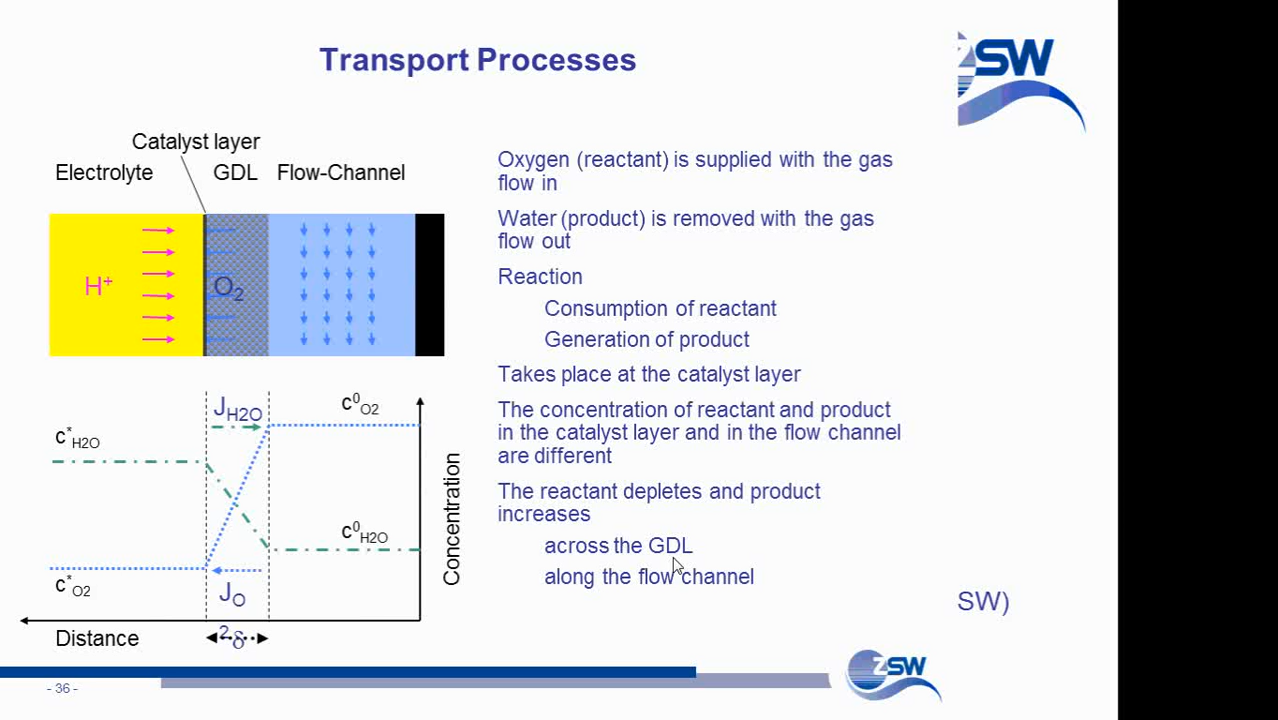 Transport Processes
ZSW
Catalyst layer
Electrolyte GDL Flow-Channel
H+
O2
Oxygen (reactant) is supplied with the gas
flow in
Water (product) is removed with the gas
flow out
Reaction
Consumption of reactant
Generation of product
Takes place at the catalyst layer
The concentration of reactant and product
in the catalyst layer and in the flow channel
are different
The reactant depletes and product
increases
across the GDL
along the flow channel
JH2O
c0O2
c*H2O
c0H2O
c*O2
JO
2
δ
Concentration
Distance
SW)
- 36 -
ZSW